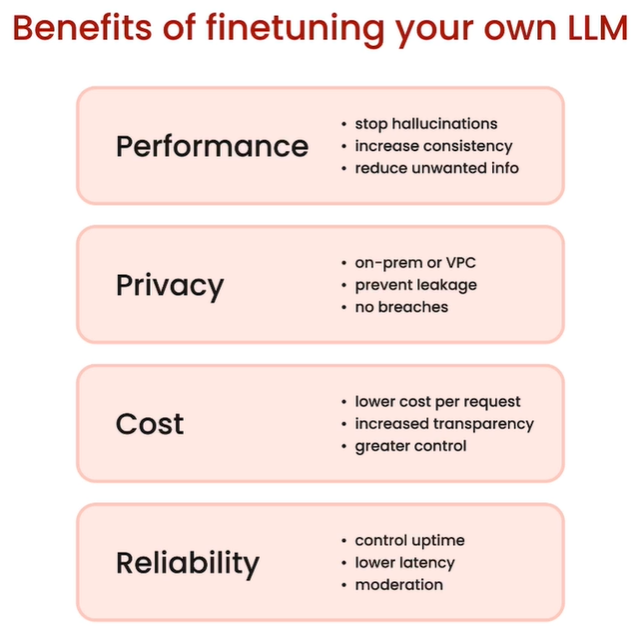 Benefits of finetuning your own LLM
Performance
• stop hallucinations
• increase consistency
• reduce unwanted info
Privacy
• on-prem or VPC
• prevent leakage
• no breaches
Cost
• lower cost per request
• increased transparency
• greater control
Reliability
• control uptime
• lower latency
• moderation